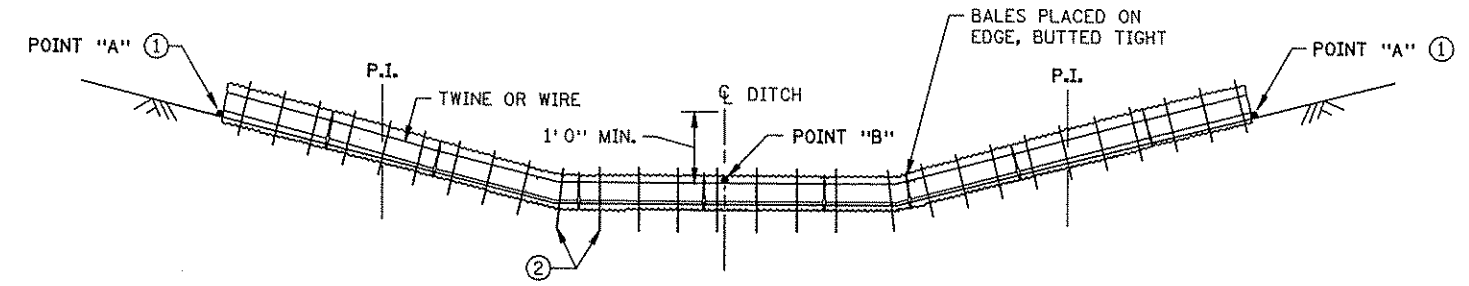 BALES PLACED ON
EDGE, BUTTED TIGHT
POINT "A" ①
POINT "A" ①
P.I.
P.I.
TWINE OR WIRE
℄ DITCH
1'0" MIN.
POINT "B"
②